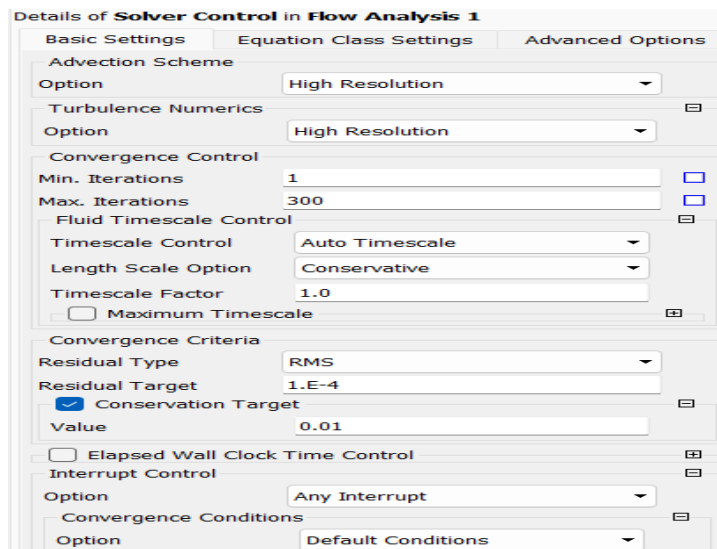 Details of Solver Control in Flow Analysis 1
Basic Settings Equation Class Settings Advanced Options
Advection Scheme
Option High Resolution
Turbulence Numerics
Option High Resolution
Convergence Control
Min. Iterations 1
Max. Iterations 300
Fluid Timescale Control
Timescale Control Auto Timescale
Length Scale Option Conservative
Timescale Factor 1.0
Maximum Timescale
Convergence Criteria
Residual Type RMS
Residual Target 1.E-4
Conservation Target
Value 0.01
Elapsed Wall Clock Time Control
Interrupt Control
Option Any Interrupt
Convergence Conditions
Option Default Conditions